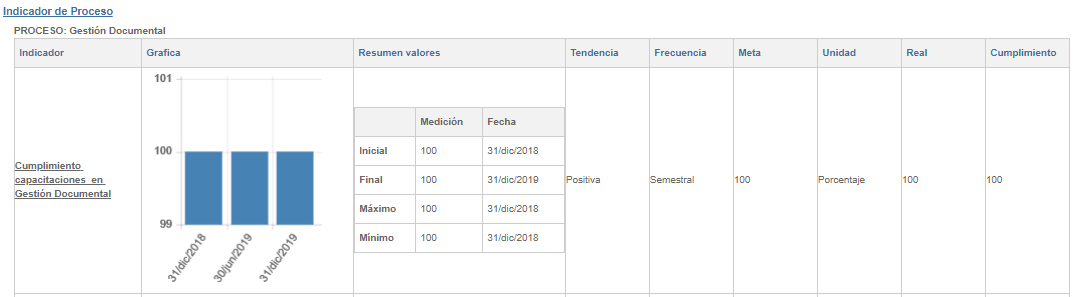 Indicador de Proceso
PROCESO: Gestión Documental
Indicador Grafica Resumen valores Tendencia Frecuencia Meta Unidad Real Cumplimiento
Cumplimiento
capacitaciones en
Gestión Documental
101
100
99
31/dic/2018 30/jun/2019 31/dic/2019
Medición Fecha
Inicial 100 31/dic/2018
Final 100 31/dic/2019
Máximo 100 31/dic/2018
Mínimo 100 31/dic/2018
Positiva Semestral 100 Porcentaje 100 100